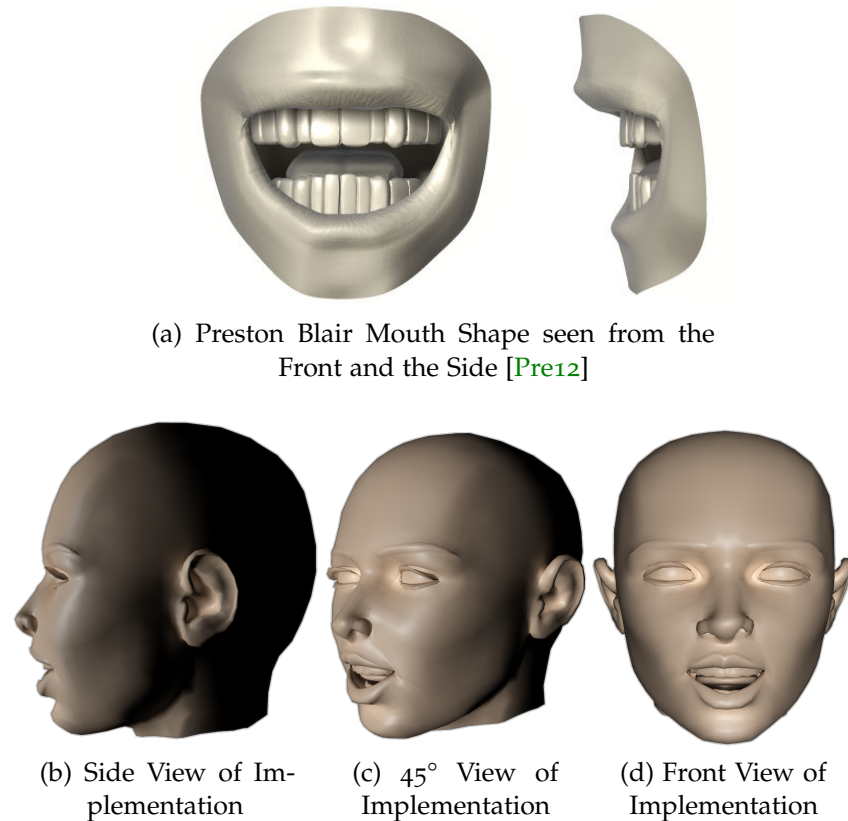 (a) Preston Blair Mouth Shape seen from the
Front and the Side [Pre12]
(b) Side View of Im-
plementation
(c) 45° View of
Implementation
(d) Front View of
Implementation